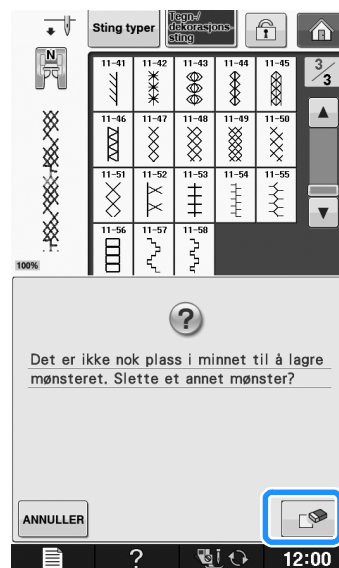 Sting typer
Tegn-/
dekorasjons-
sting
N
11-41 11-42 11-43 11-44 11-45
3/3
11-46 11-47 11-48 11-49 11-50
11-51 11-52 11-53 11-54 11-55
11-56 11-57 11-58
100%
?
Det er ikke nok plass i minnet til å lagre
mønsteret. Slette et annet mønster?
ANNULLER
? 12:00